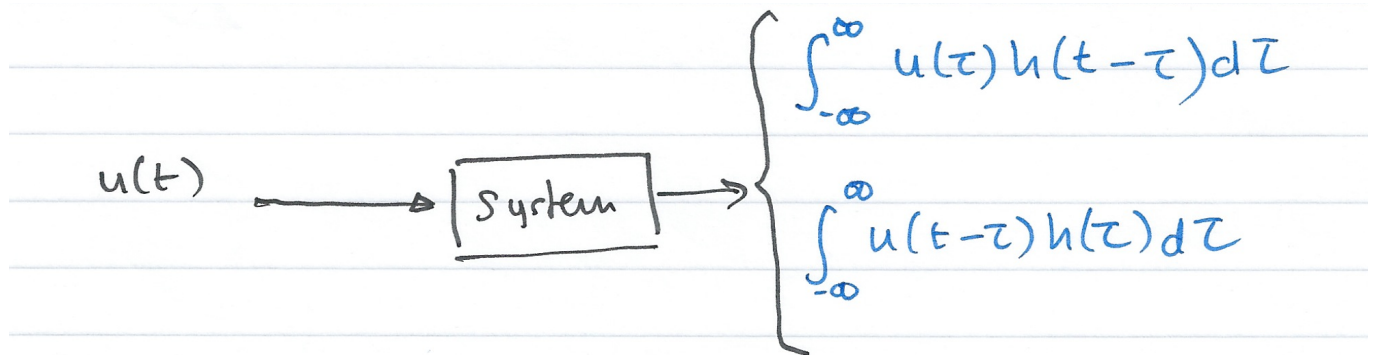 ∫_{-∞}^{∞} u(τ)h(t-τ)dτ
u(t) → System →
∫_{-∞}^{∞} u(t-τ)h(τ)dτ